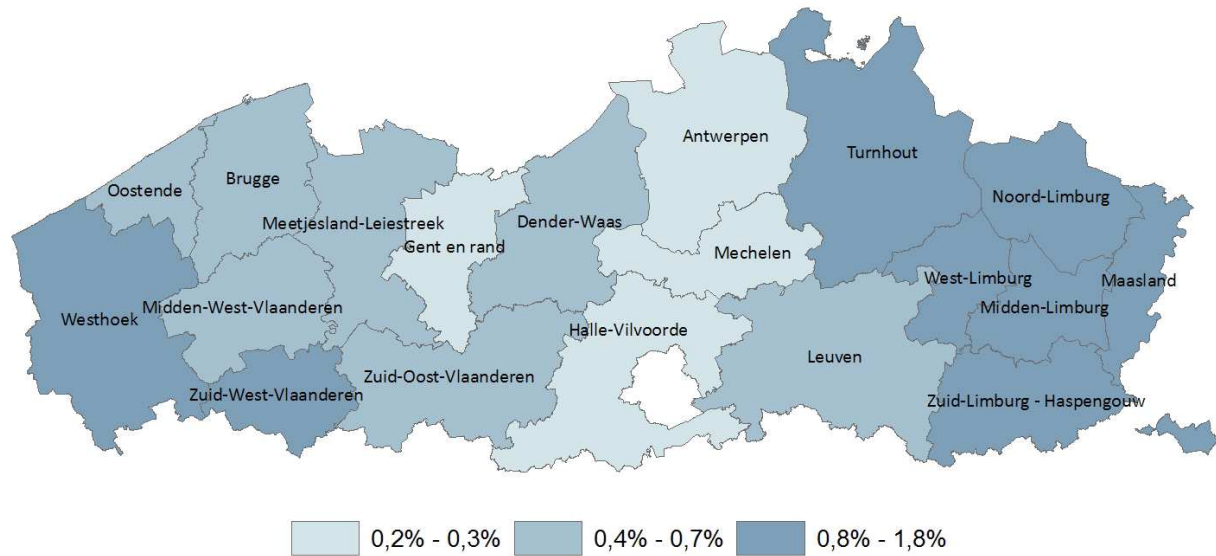 Antwerpen
Turnhout
Oostende
Brugge
Noord-Limburg
Meetjesland-Leiestreek
Dender-Waas
Gent en rand
Mechelen
West-Limburg
Maasland
Midden-West-Vlaanderen
Midden-Limburg
Westhoek
Halle-Vilvoorde
Leuven
Zuid-Oost-Vlaanderen
Zuid-West-Vlaanderen
Zuid-Limburg - Haspengouw
0,2% - 0,3%
0,4% - 0,7%
0,8% - 1,8%